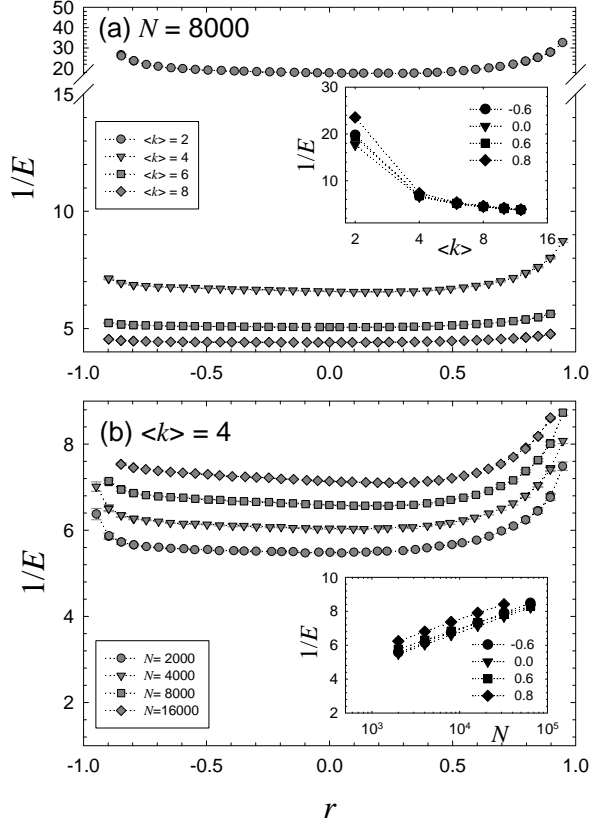 50
40
30
20
15
10
5
(a) N = 8000
1/E
<k> = 2
<k> = 4
<k> = 6
<k> = 8
30
20
10
1/E
-0.6
0.0
0.6
0.8
2 4 8 16
<k>
-1.0 -0.5 0.0 0.5 1.0
(b) <k> = 4
8
6
4
2
1/E
N= 2000
N= 4000
N= 8000
N=16000
10
8
6
4
2
1/E
-0.6
0.0
0.6
0.8
10³ 10⁴ N 10⁵
-1.0 -0.5 0.0 0.5 1.0
r